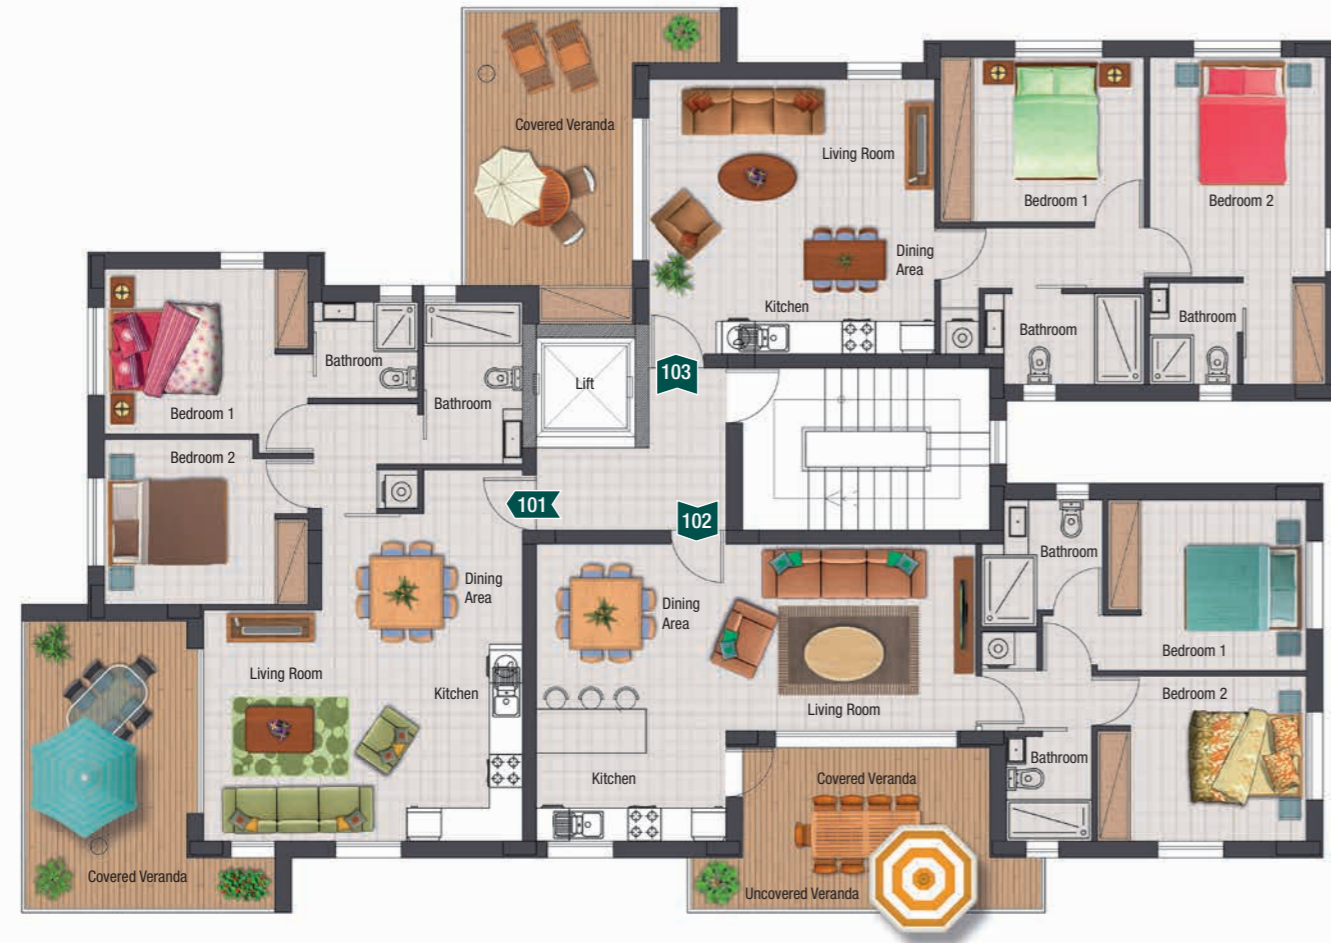 Covered Veranda
Living Room
Dining
Area
Kitchen
Bedroom 1
Bedroom 2
Bathroom
Bathroom
103
Lift
Bathroom
Bathroom
Bedroom 1
Bedroom 2
101
Dining
Area
Living Room
Kitchen
Covered Veranda
102
Dining
Area
Living Room
Kitchen
Covered Veranda
Uncovered Veranda
Bathroom
Bedroom 1
Bedroom 2
Bathroom